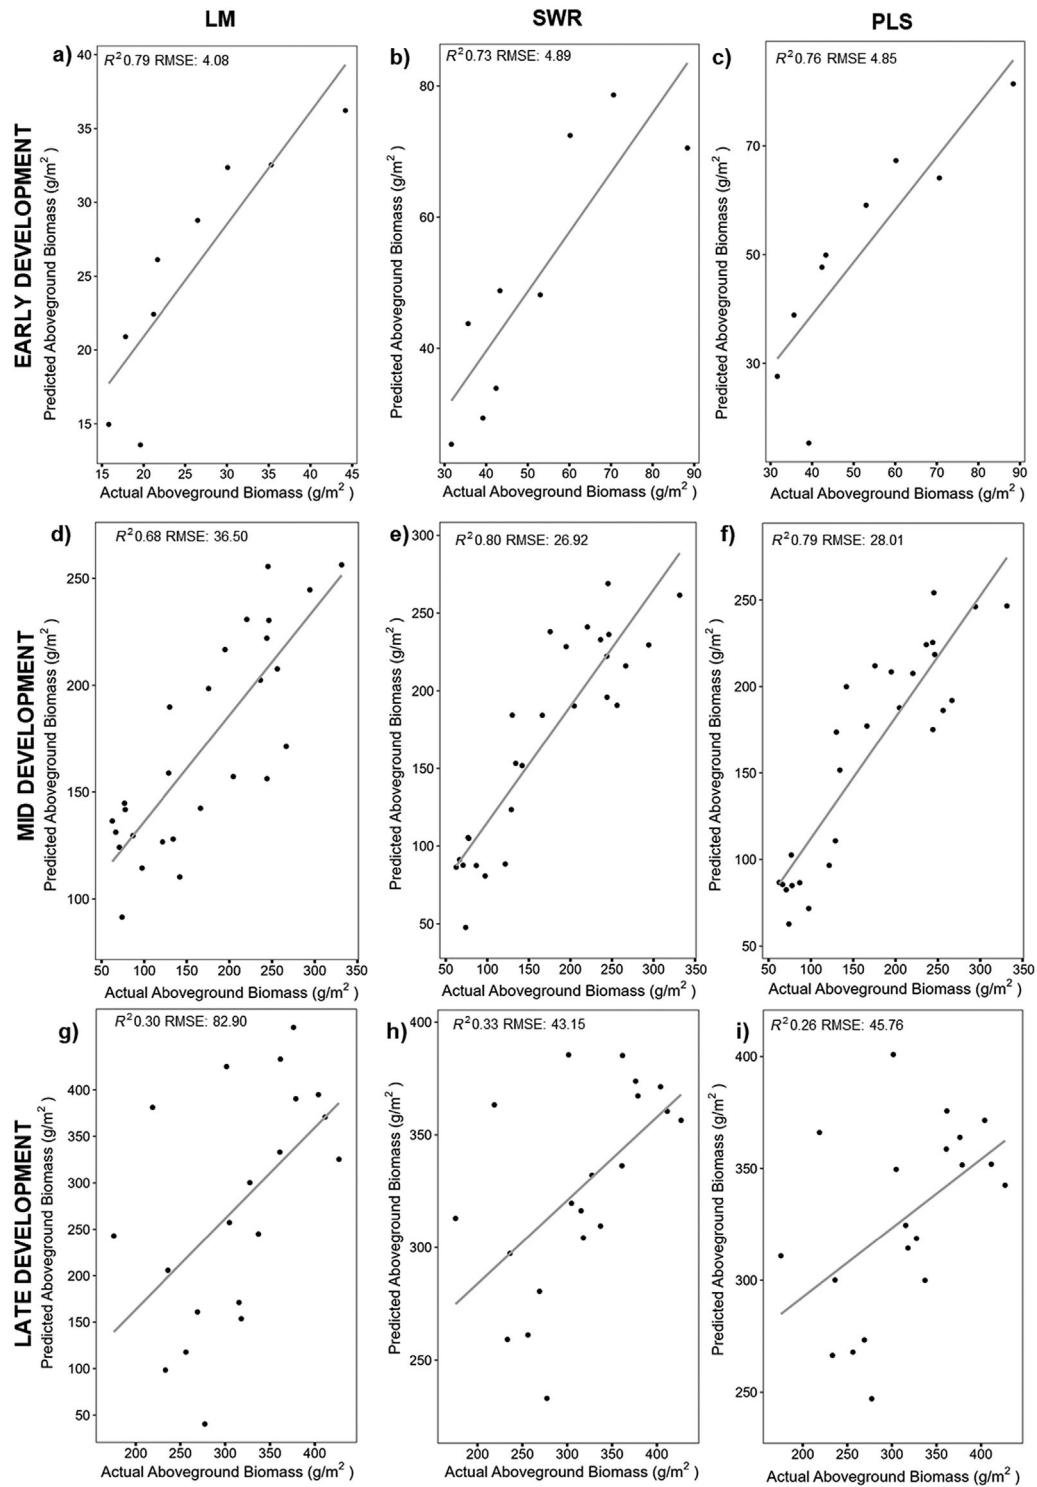 LM SWR PLS
EARLY DEVELOPMENT
a) R² 0.79 RMSE: 4.08
Predicted Aboveground Biomass (g/m²)
40
35
30
25
20
15
15 20 25 30 35 40 45
Actual Aboveground Biomass (g/m²)
b) R² 0.73 RMSE: 4.89
Predicted Aboveground Biomass (g/m²)
80
60
40
30 40 50 60 70 80 90
Actual Aboveground Biomass (g/m²)
c) R² 0.76 RMSE 4.85
Predicted Aboveground Biomass (g/m²)
70
50
30
30 40 50 60 70 80 90
Actual Aboveground Biomass (g/m²)
MID DEVELOPMENT
d) R² 0.68 RMSE: 36.50
Predicted Aboveground Biomass (g/m²)
250
200
150
100
50 100 150 200 250 300 350
Actual Aboveground Biomass (g/m²)
e) R² 0.80 RMSE: 26.92
Predicted Aboveground Biomass (g/m²)
300
250
200
150
100
50
50 100 150 200 250 300 350
Actual Aboveground Biomass (g/m²)
f) R² 0.79 RMSE: 28.01
Predicted Aboveground Biomass (g/m²)
250
200
150
100
50
50 100 150 200 250 300 350
Actual Aboveground Biomass (g/m²)
LATE DEVELOPMENT
g) R² 0.30 RMSE: 82.90
Predicted Aboveground Biomass (g/m²)
400
350
300
250
200
150
100
50
200 250 300 350 400
Actual Aboveground Biomass (g/m²)
h) R² 0.33 RMSE: 43.15
Predicted Aboveground Biomass (g/m²)
400
350
300
250
200 250 300 350 400
Actual Aboveground Biomass (g/m²)
i) R² 0.26 RMSE: 45.76
Predicted Aboveground Biomass (g/m²)
400
350
300
250
200 250 300 350 400
Actual Aboveground Biomass (g/m²)